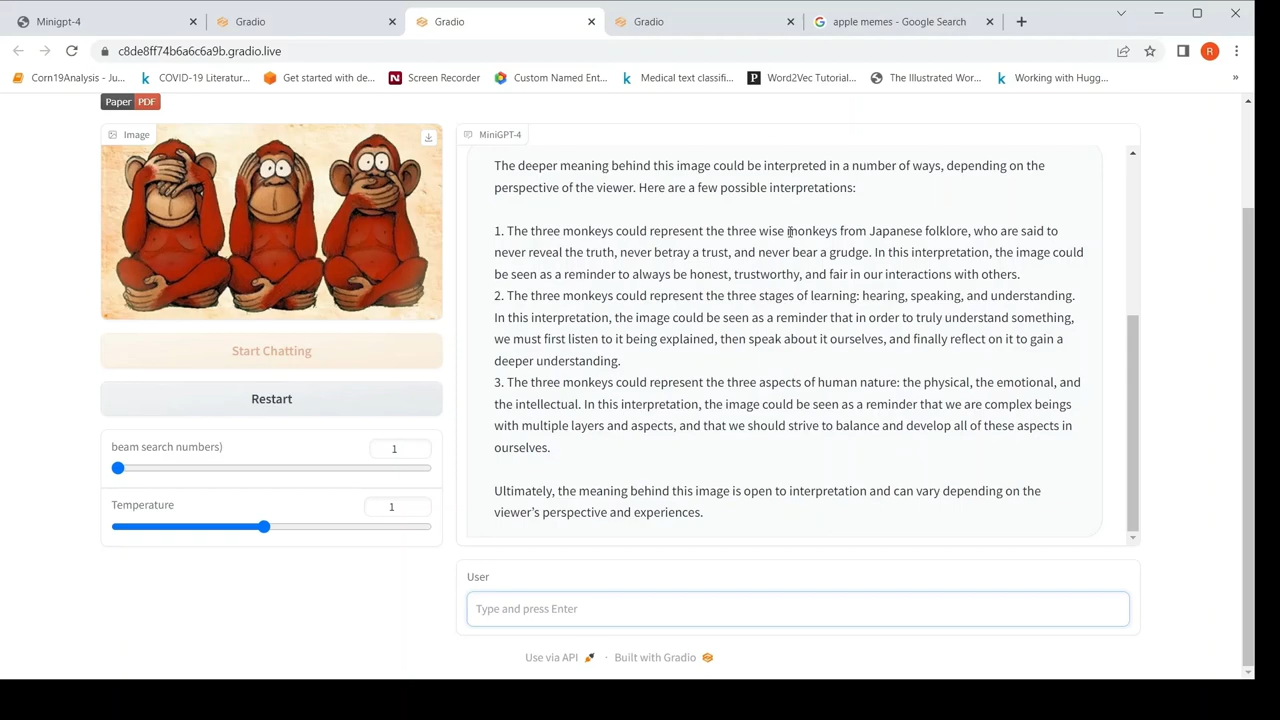 Minigpt-4
Gradio
Gradio
Gradio
apple memes - Google Search
c8de8ff74b6a6c6a9b.gradio.live
R
Corn19Analysis - Ju...
COVID-19 Literatur...
Get started with de...
Screen Recorder
Custom Named Ent...
Medical text classifi...
Word2Vec Tutorial...
The Illustrated Wor...
Working with Hugg...
Paper PDF
Image
MiniGPT-4
The deeper meaning behind this image could be interpreted in a number of ways, depending on the
perspective of the viewer. Here are a few possible interpretations:
1. The three monkeys could represent the three wise monkeys from Japanese folklore, who are said to
never reveal the truth, never betray a trust, and never bear a grudge. In this interpretation, the image could
be seen as a reminder to always be honest, trustworthy, and fair in our interactions with others.
2. The three monkeys could represent the three stages of learning: hearing, speaking, and understanding.
In this interpretation, the image could be seen as a reminder that in order to truly understand something,
we must first listen to it being explained, then speak about it ourselves, and finally reflect on it to gain a
deeper understanding.
3. The three monkeys could represent the three aspects of human nature: the physical, the emotional, and
the intellectual. In this interpretation, the image could be seen as a reminder that we are complex beings
with multiple layers and aspects, and that we should strive to balance and develop all of these aspects in
ourselves.
Ultimately, the meaning behind this image is open to interpretation and can vary depending on the
viewer's perspective and experiences.
Start Chatting
Restart
beam search numbers)
1
Temperature
1
User
Type and press Enter
Use via API · Built with Gradio